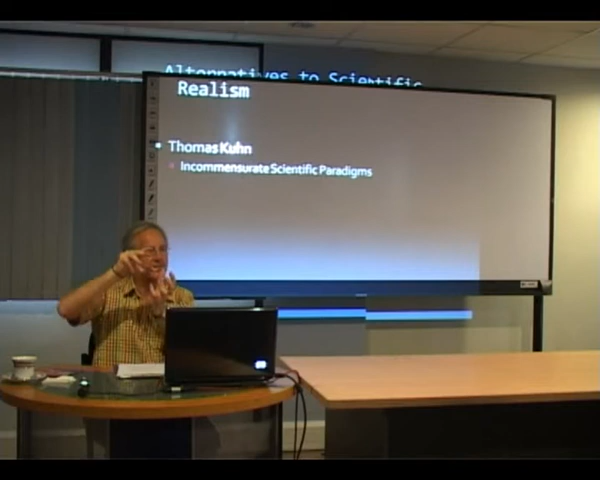 Alternatives to Scientific
Realism
Thomas Kuhn
Incommensurate Scientific Paradigms